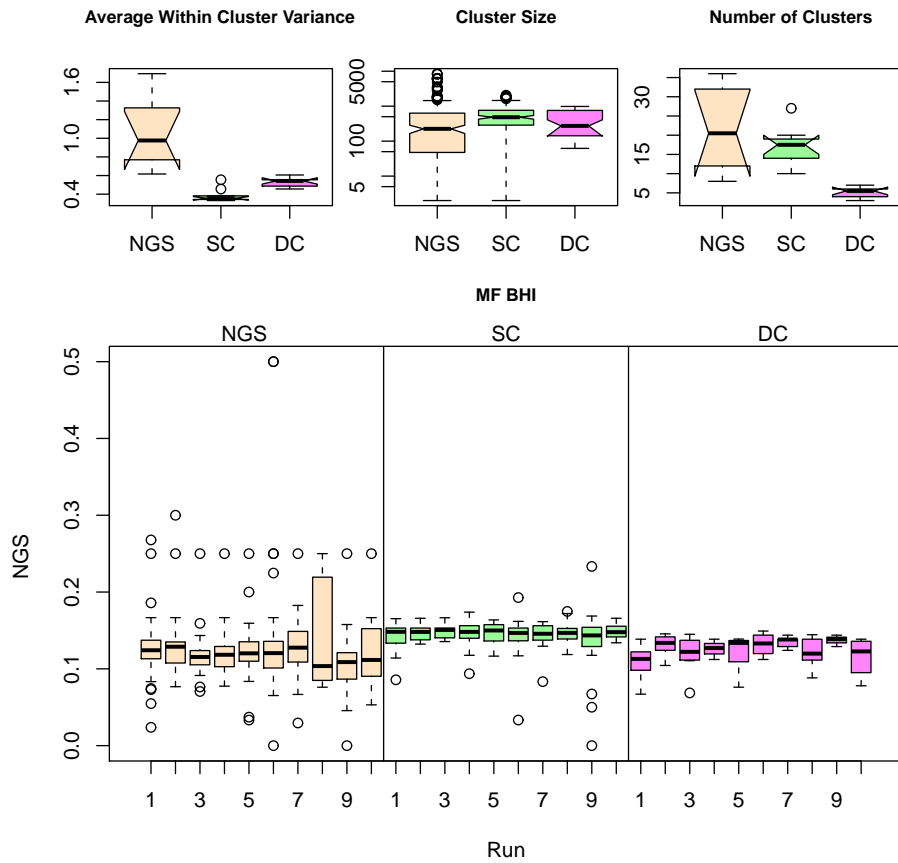 Average Within Cluster Variance
Cluster Size
Number of Clusters
0.4 1.0 1.6
NGS SC DC
5 100 5000
NGS SC DC
5 15 30
NGS SC DC
MF BHI
NGS SC DC
NGS
0.0 0.1 0.2 0.3 0.4 0.5
1 3 5 7 9 1 3 5 7 9 1 3 5 7 9
Run